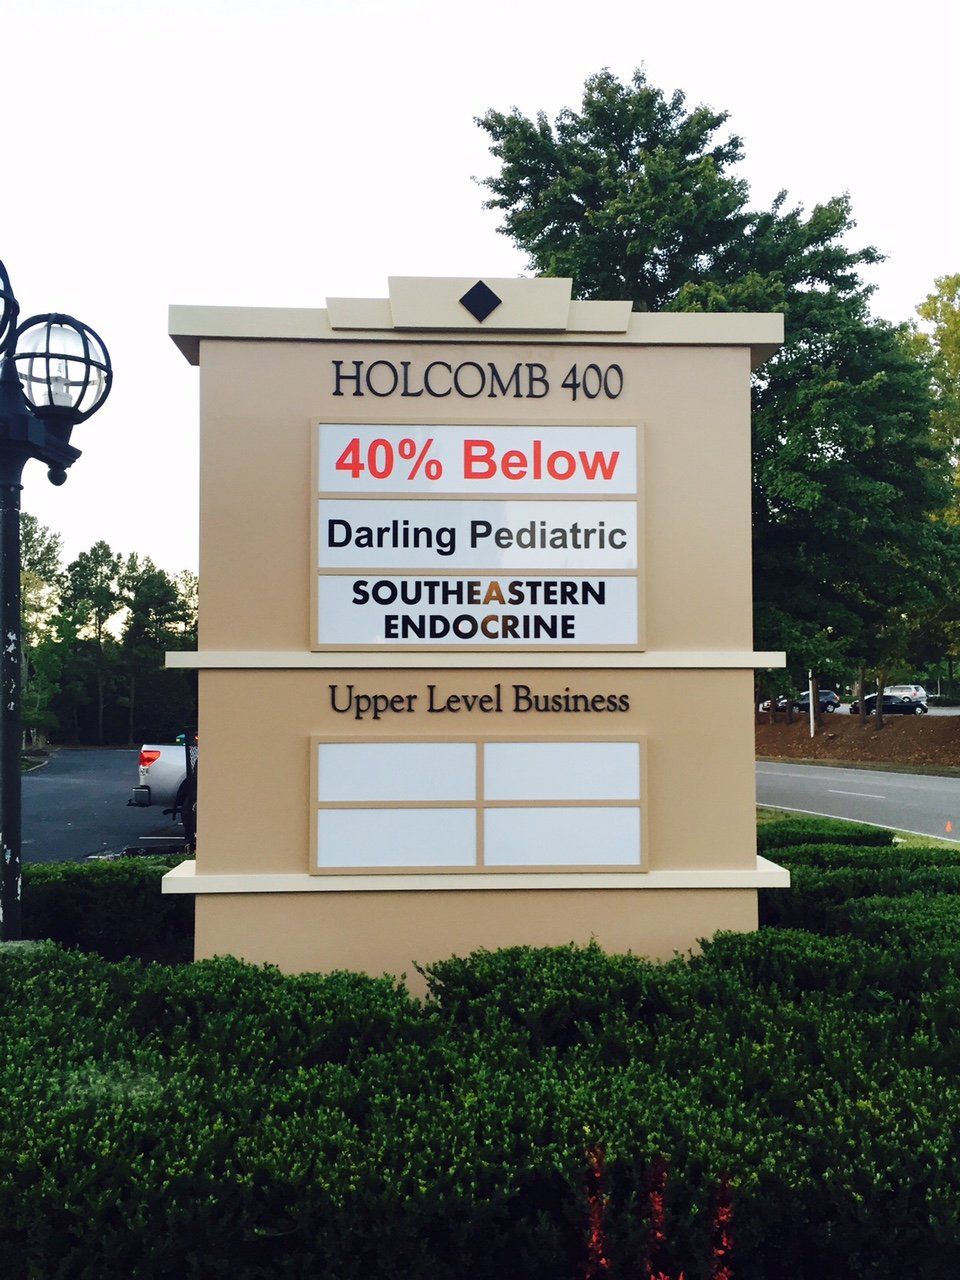 HOLCOMB 400
40% Below
Darling Pediatric
SOUTHEASTERN
ENDOCRINE
Upper Level Business